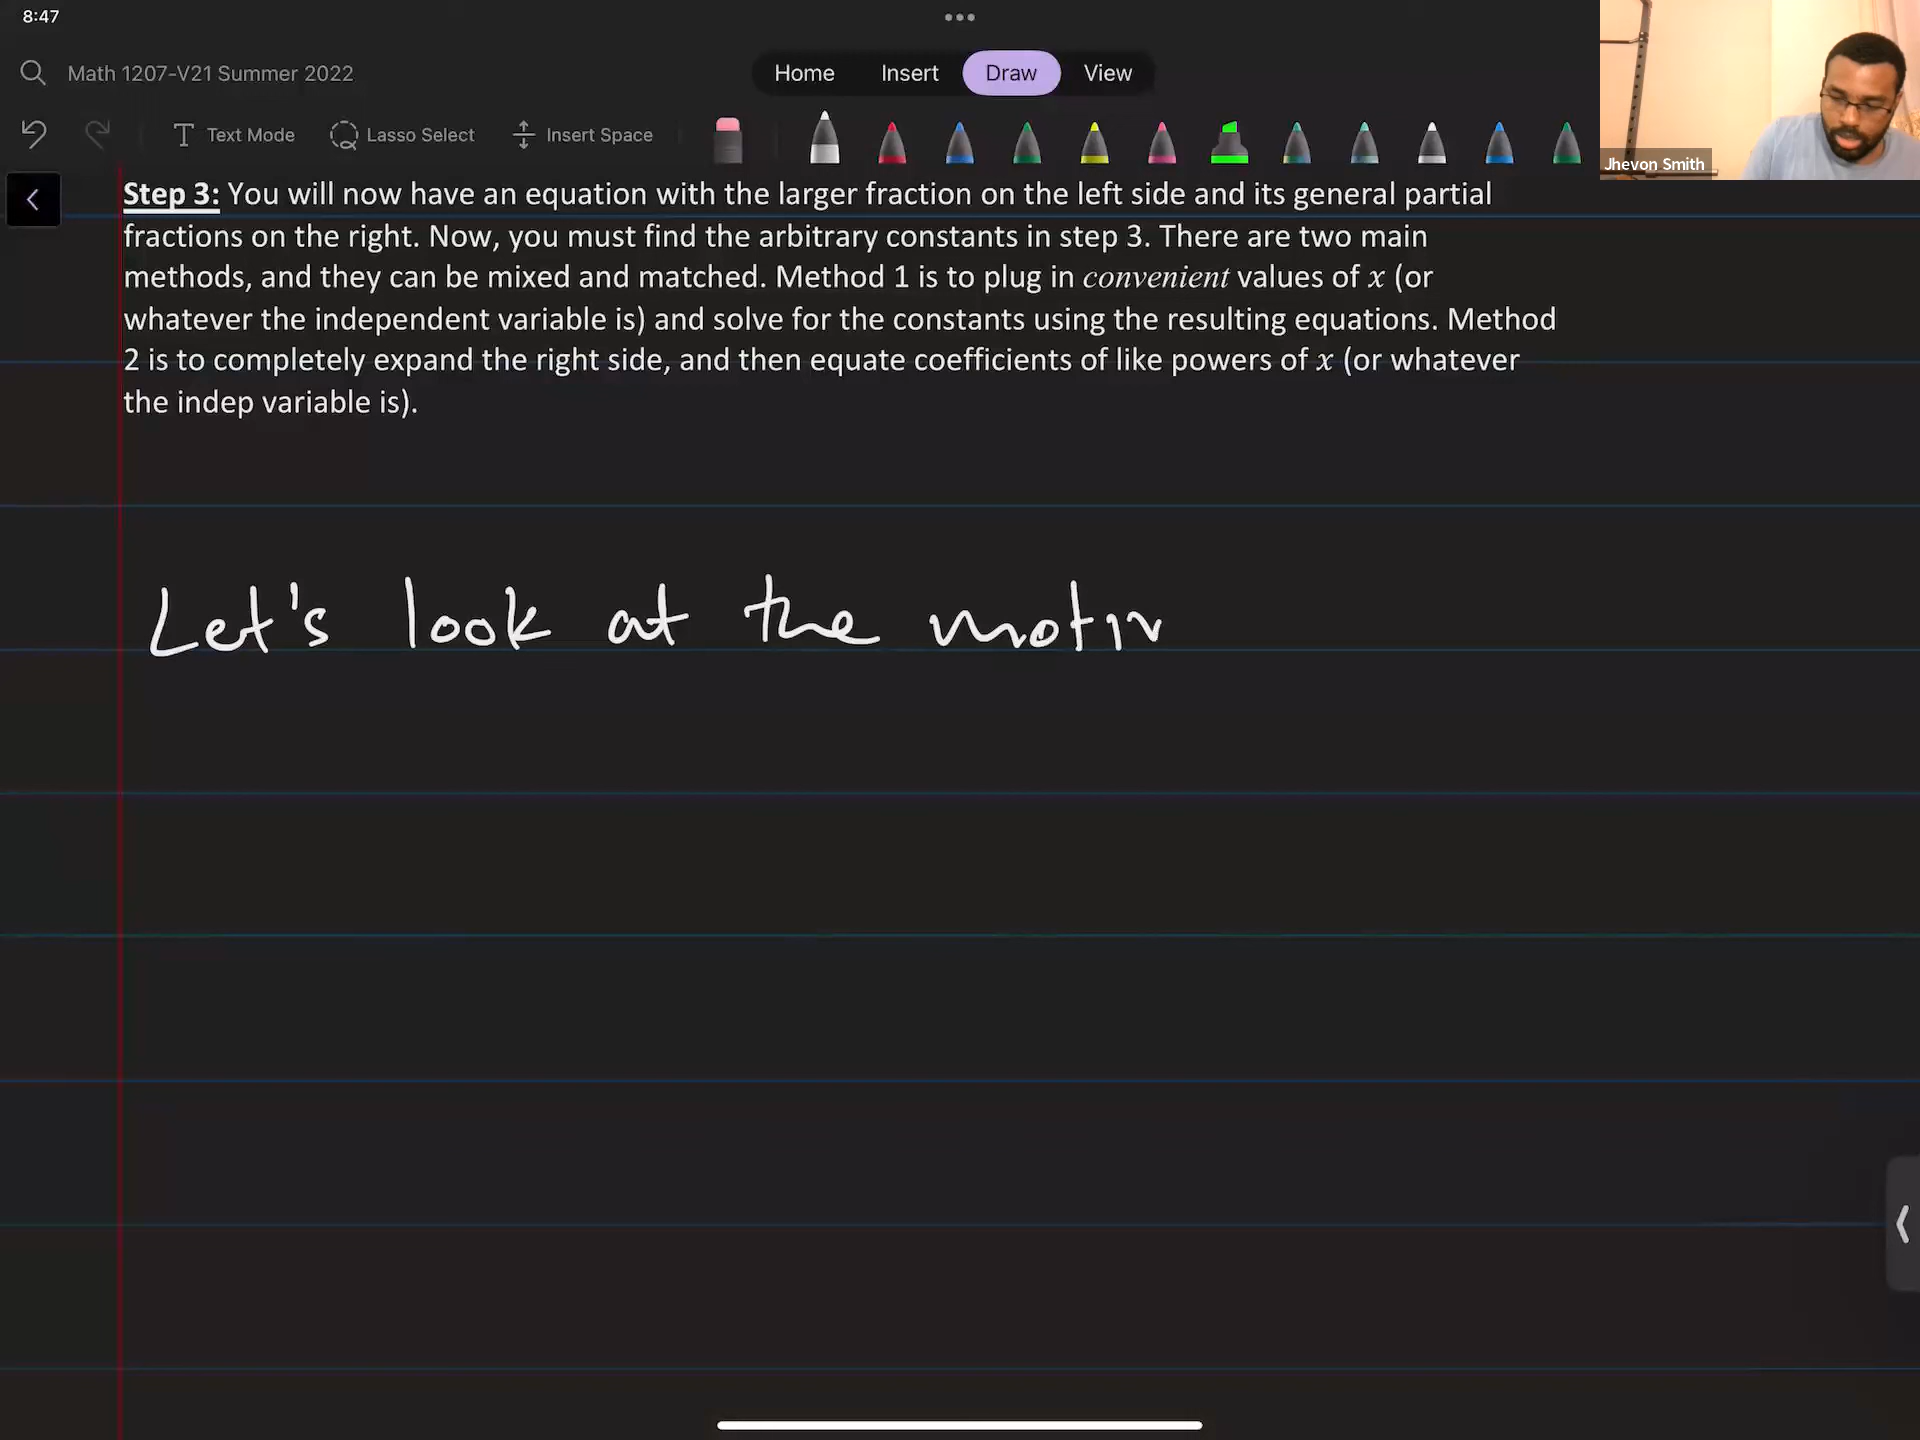 8:47
Math 1207-V21 Summer 2022
Home Insert Draw View
Text Mode Lasso Select Insert Space
Jhevon Smith
Step 3: You will now have an equation with the larger fraction on the left side and its general partial
fractions on the right. Now, you must find the arbitrary constants in step 3. There are two main
methods, and they can be mixed and matched. Method 1 is to plug in convenient values of x (or
whatever the independent variable is) and solve for the constants using the resulting equations. Method
2 is to completely expand the right side, and then equate coefficients of like powers of x (or whatever
the indep variable is).
Let's look at the motiv